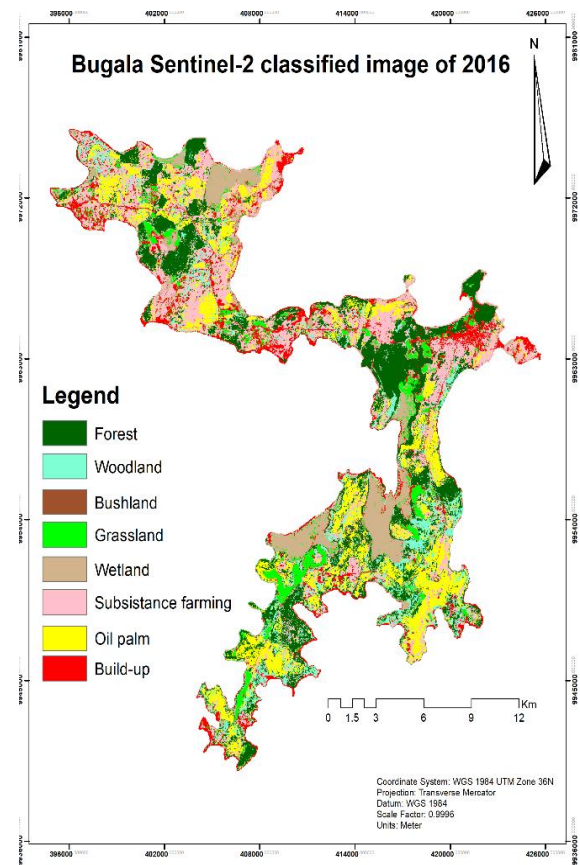 396000 402000 408000 414000 420000 426000
Bugala Sentinel-2 classified image of 2016
N
9981000
9972000
9963000
9954000
9945000
9936000
Legend
Forest
Woodland
Bushland
Grassland
Wetland
Subsistance farming
Oil palm
Build-up
Km
0 1.5 3 6 9 12
Coordinate System: WGS 1984 UTM Zone 36N
Projection: Transverse Mercator
Datum: WGS 1984
Scale Factor: 0.9996
Units: Meter
396000 402000 408000 414000 420000 426000